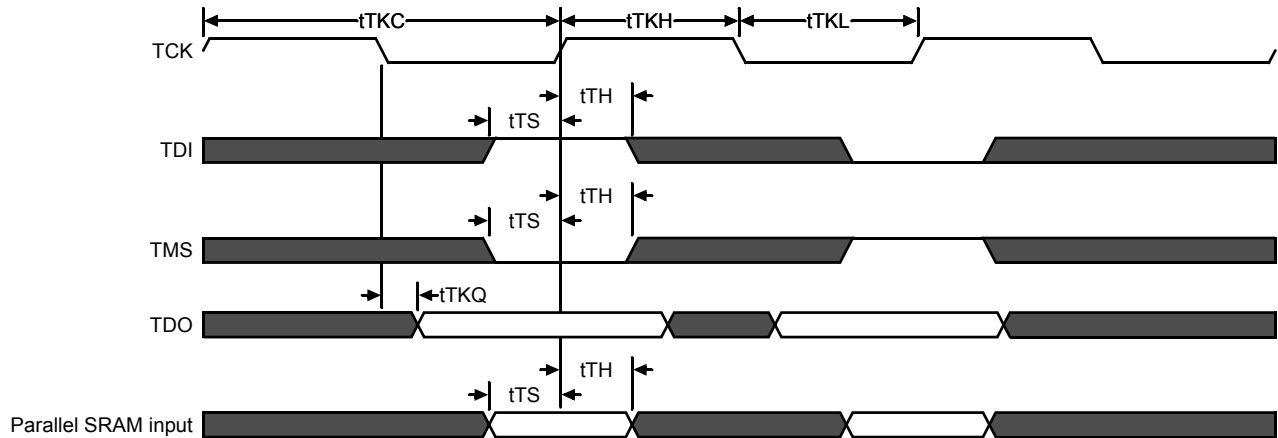 tTKC
tTKH
tTKL
TCK
tTH
tTS
TDI
tTH
tTS
TMS
tTKQ
TDO
tTH
tTS
Parallel SRAM input